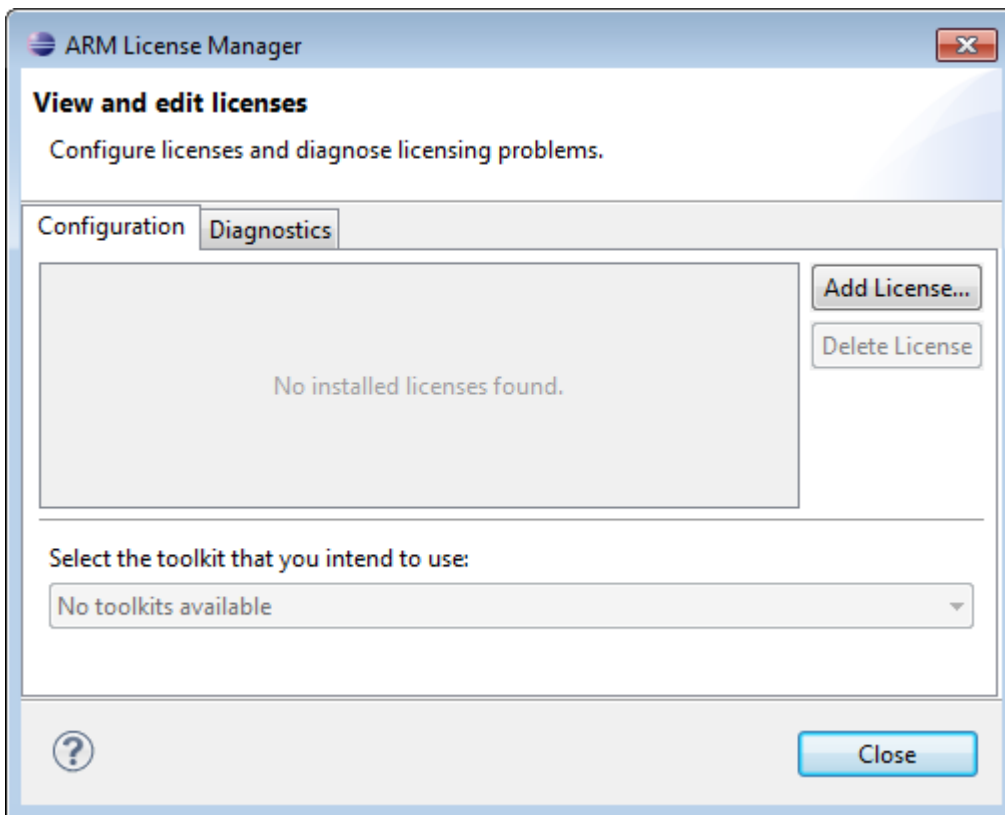 ARM License Manager
View and edit licenses
Configure licenses and diagnose licensing problems.
Configuration
Diagnostics
Add License...
Delete License
No installed licenses found.
Select the toolkit that you intend to use:
No toolkits available
?
Close